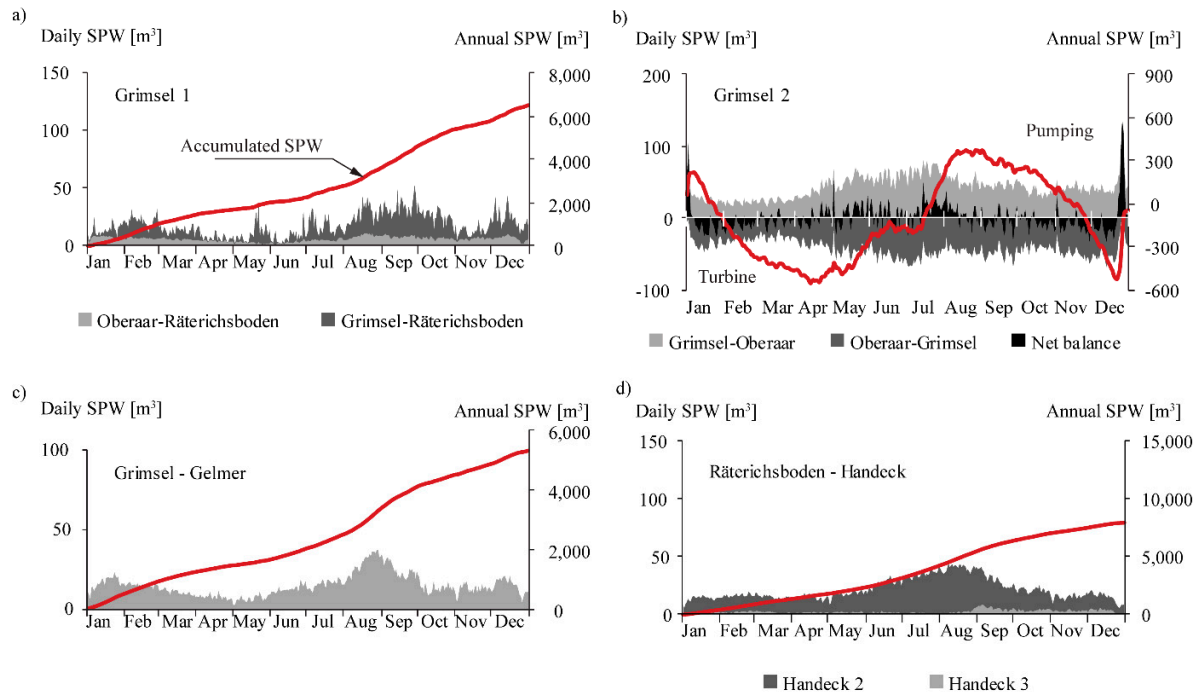 a)
Daily SPW [m³]
Annual SPW [m³]
150
100
50
0
8,000
6,000
4,000
2,000
0
Grimsel 1
Accumulated SPW
Jan Feb Mar Apr May Jun Jul Aug Sep Oct Nov Dec
Oberaar-Räterichsboden
Grimsel-Räterichsboden
b)
Daily SPW [m³]
Annual SPW [m³]
200
100
0
-100
900
600
300
0
-300
-600
Grimsel 2
Pumping
Turbine
Jan Feb Mar Apr May Jun Jul Aug Sep Oct Nov Dec
Grimsel-Oberaar
Oberaar-Grimsel
Net balance
c)
Daily SPW [m³]
Annual SPW [m³]
100
50
0
6,000
4,000
2,000
0
Grimsel - Gelmer
Jan Feb Mar Apr May Jun Jul Aug Sep Oct Nov Dec
d)
Daily SPW [m³]
Annual SPW [m³]
150
100
50
0
15,000
10,000
5,000
0
Räterichsboden - Handeck
Jan Feb Mar Apr May Jun Jul Aug Sep Oct Nov Dec
Handeck 2
Handeck 3